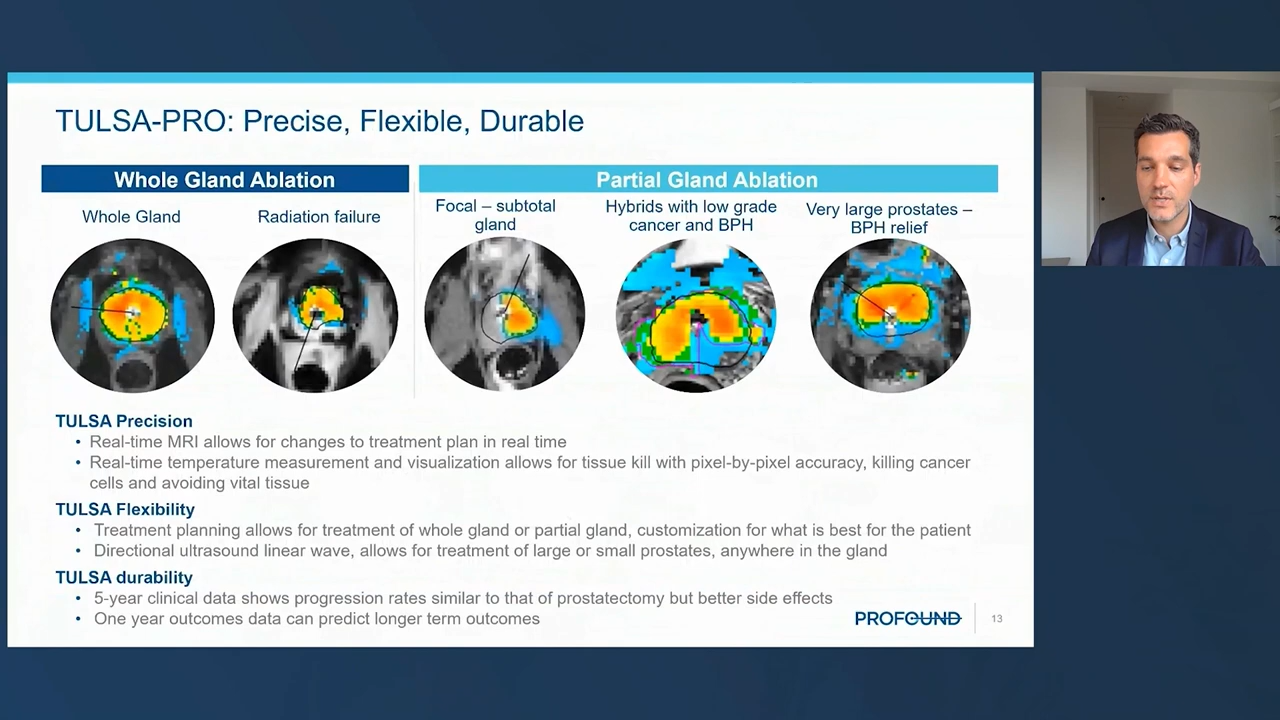 TULSA-PRO: Precise, Flexible, Durable
Whole Gland Ablation
Partial Gland Ablation
Whole Gland
Radiation failure
Focal – subtotal
gland
Hybrids with low grade
cancer and BPH
Very large prostates –
BPH relief
TULSA Precision
• Real-time MRI allows for changes to treatment plan in real time
• Real-time temperature measurement and visualization allows for tissue kill with pixel-by-pixel accuracy, killing cancer
cells and avoiding vital tissue
TULSA Flexibility
• Treatment planning allows for treatment of whole gland or partial gland, customization for what is best for the patient
• Directional ultrasound linear wave, allows for treatment of large or small prostates, anywhere in the gland
TULSA durability
• 5-year clinical data shows progression rates similar to that of prostatectomy but better side effects
• One year outcomes data can predict longer term outcomes
PROFOUND
13